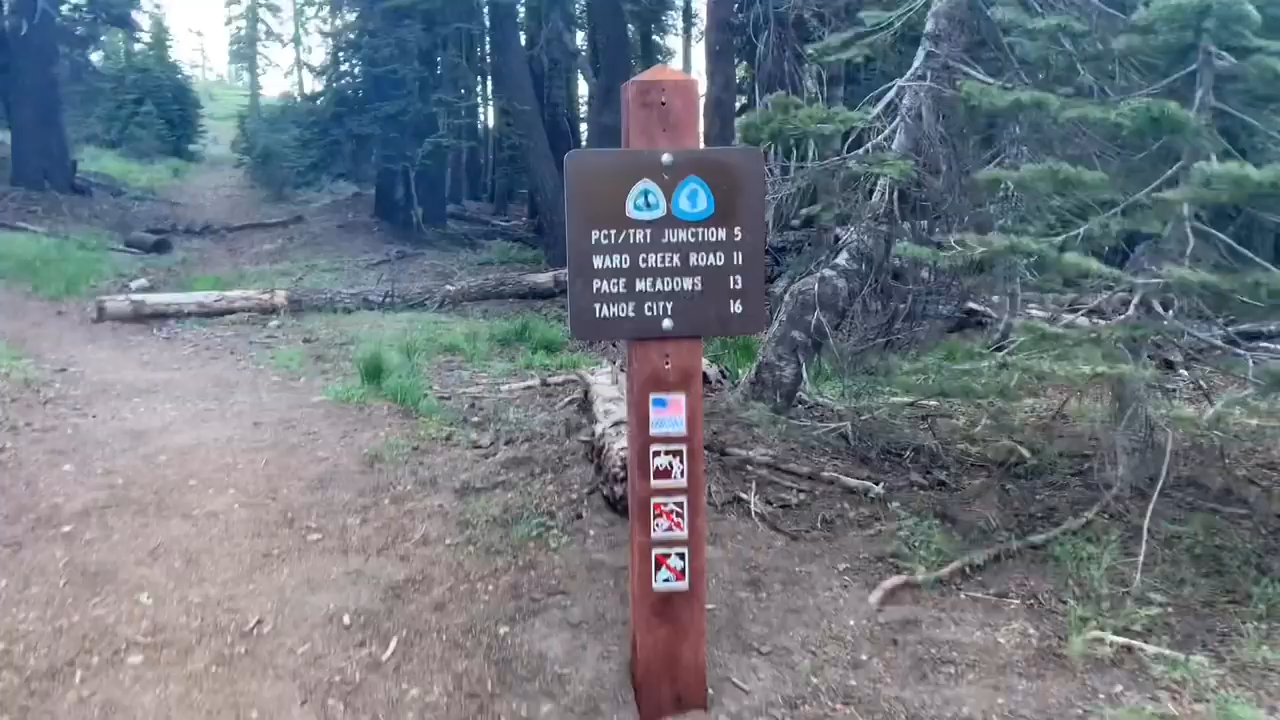 PCT/TRT JUNCTION 5
WARD CREEK ROAD 11
PAGE MEADOWS 13
TAHOE CITY 16